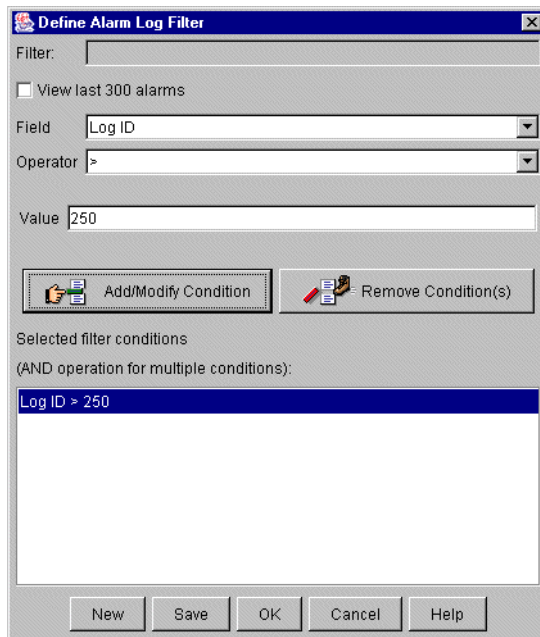 Define Alarm Log Filter
Filter:
View last 300 alarms
Field Log ID
Operator >
Value 250
Add/Modify Condition Remove Condition(s)
Selected filter conditions
(AND operation for multiple conditions):
Log ID > 250
New Save OK Cancel Help